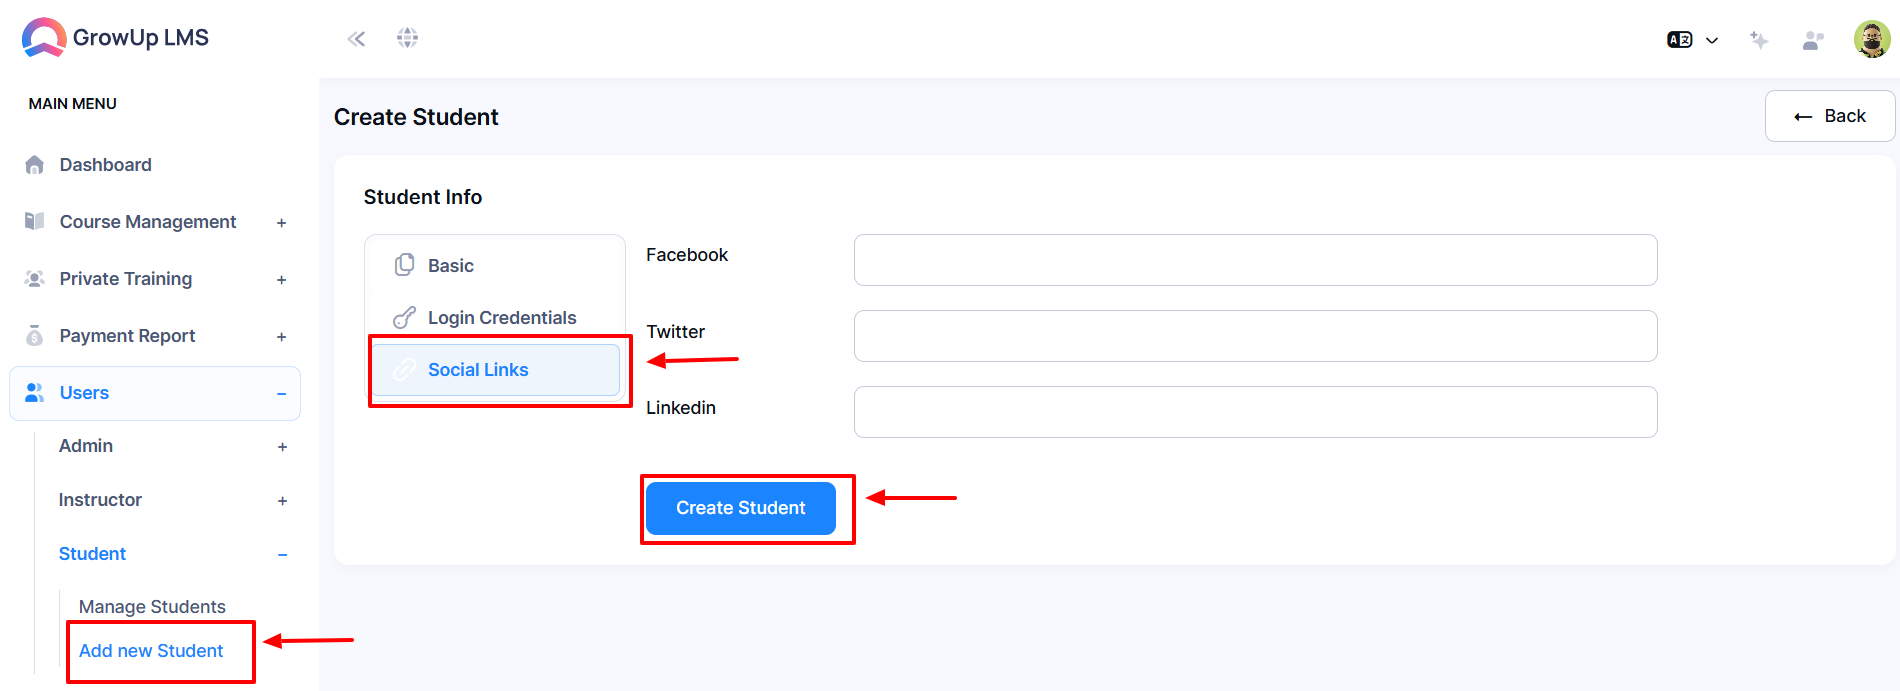 GrowUp LMS
MAIN MENU
Dashboard
Course Management +
Private Training +
Payment Report +
Users −
Admin +
Instructor +
Student −
Manage Students
Add new Student
Create Student
← Back
Student Info
Basic
Login Credentials
Social Links
Facebook
Twitter
Linkedin
Create Student